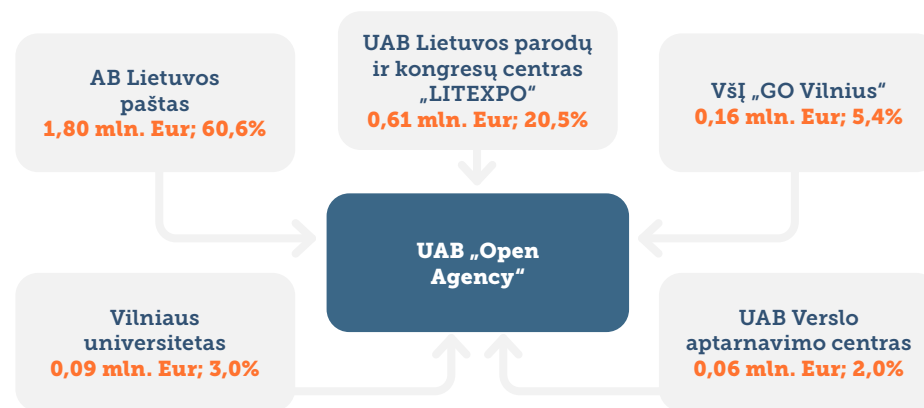 AB Lietuvos
paštas
1,80 mln. Eur; 60,6%
UAB Lietuvos parodų
ir kongresų centras
„LITEXPO“
0,61 mln. Eur; 20,5%
VšĮ „GO Vilnius“
0,16 mln. Eur; 5,4%
UAB „Open
Agency“
Vilniaus
universitetas
0,09 mln. Eur; 3,0%
UAB Verslo
aptarnavimo centras
0,06 mln. Eur; 2,0%